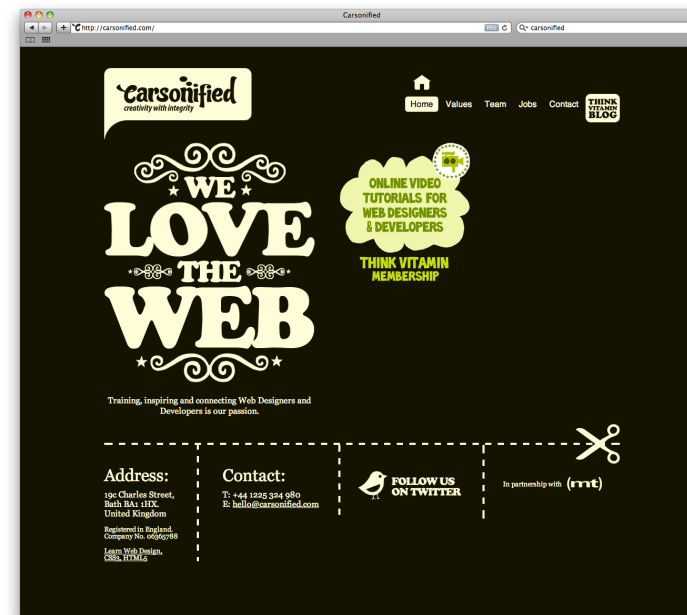 Carsonified
http://carsonified.com/
RSS
carsonified
Carsonified
creativity with integrity
Home
Values
Team
Jobs
Contact
THINK
VITAMIN
BLOG
WE
LOVE
THE
WEB
Training, inspiring and connecting Web Designers and
Developers is our passion.
ONLINE VIDEO
TUTORIALS FOR
WEB DESIGNERS
& DEVELOPERS
THINK VITAMIN
MEMBERSHIP
Address:
19c Charles Street,
Bath BA1 1HX.
United Kingdom
Registered in England.
Company No. 06365788
Learn Web Design,
CSS3, HTML5
Contact:
T: +44 1225 324 980
E: hello@carsonified.com
FOLLOW US
ON TWITTER
In partnership with (mt)